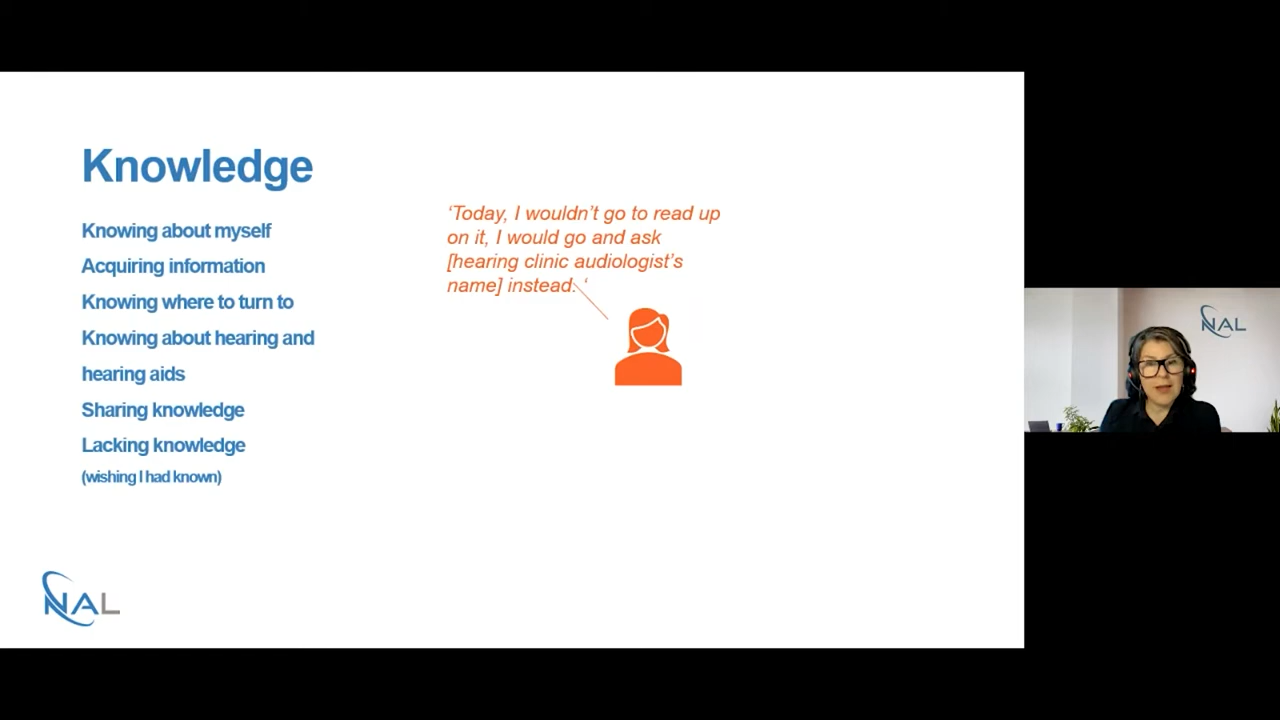 Knowledge
Knowing about myself
Acquiring information
Knowing where to turn to
Knowing about hearing and
hearing aids
Sharing knowledge
Lacking knowledge
(wishing I had known)
‘Today, I wouldn’t go to read up
on it, I would go and ask
[hearing clinic audiologist’s
name] instead. ‘
NAL
NAL